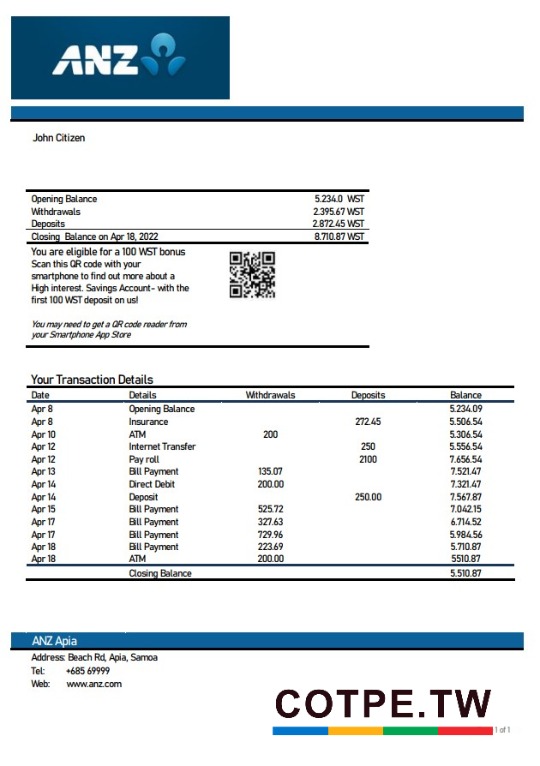 ANZ
John Citizen
Opening Balance 5.234.0 WST
Withdrawals 2.395.67 WST
Deposits 2.872.45 WST
Closing Balance on Apr 18, 2022 8.710.87 WST
You are eligible for a 100 WST bonus
Scan this QR code with your
smartphone to find out more about a
High interest. Savings Account- with the
first 100 WST deposit on us!
You may need to get a QR code reader from
your Smartphone App Store
Your Transaction Details
Date Details Withdrawals Deposits Balance
Apr 8 Opening Balance 5.234.09
Apr 8 Insurance 272.45 5.506.54
Apr 10 ATM 200 5.306.54
Apr 12 Internet Transfer 250 5.556.54
Apr 12 Pay roll 2100 7.656.54
Apr 13 Bill Payment 135.07 7.521.47
Apr 14 Direct Debit 200.00 7.321.47
Apr 14 Deposit 250.00 7.567.87
Apr 15 Bill Payment 525.72 7.042.15
Apr 17 Bill Payment 327.63 6.714.52
Apr 17 Bill Payment 729.96 5.984.56
Apr 18 Bill Payment 223.69 5.710.87
Apr 18 ATM 200.00 5510.87
Closing Balance 5.510.87
ANZ Apia
Address: Beach Rd, Apia, Samoa
Tel: +685 69999
Web: www.anz.com
COTPE.TW
1 of 1